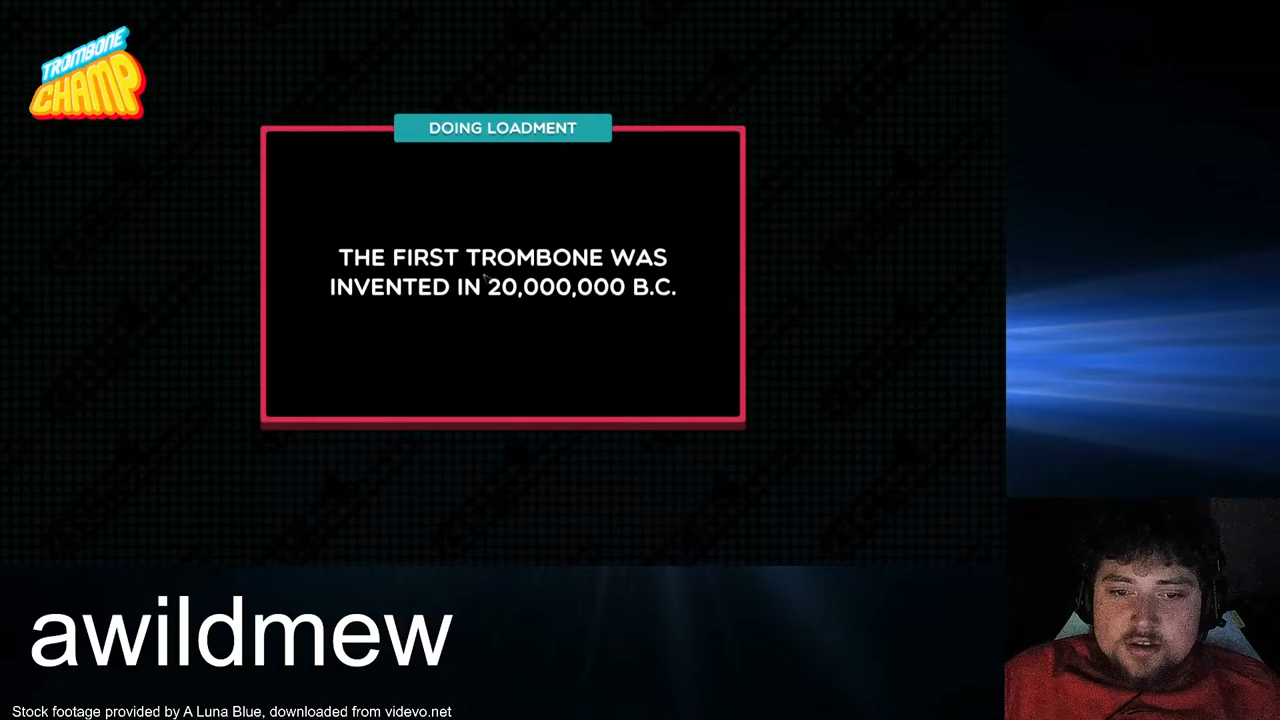 TROMBONE
CHAMP
DOING LOADMENT
THE FIRST TROMBONE WAS
INVENTED IN 20,000,000 B.C.
awildmew
Stock footage provided by A Luna Blue, downloaded from videvo.net